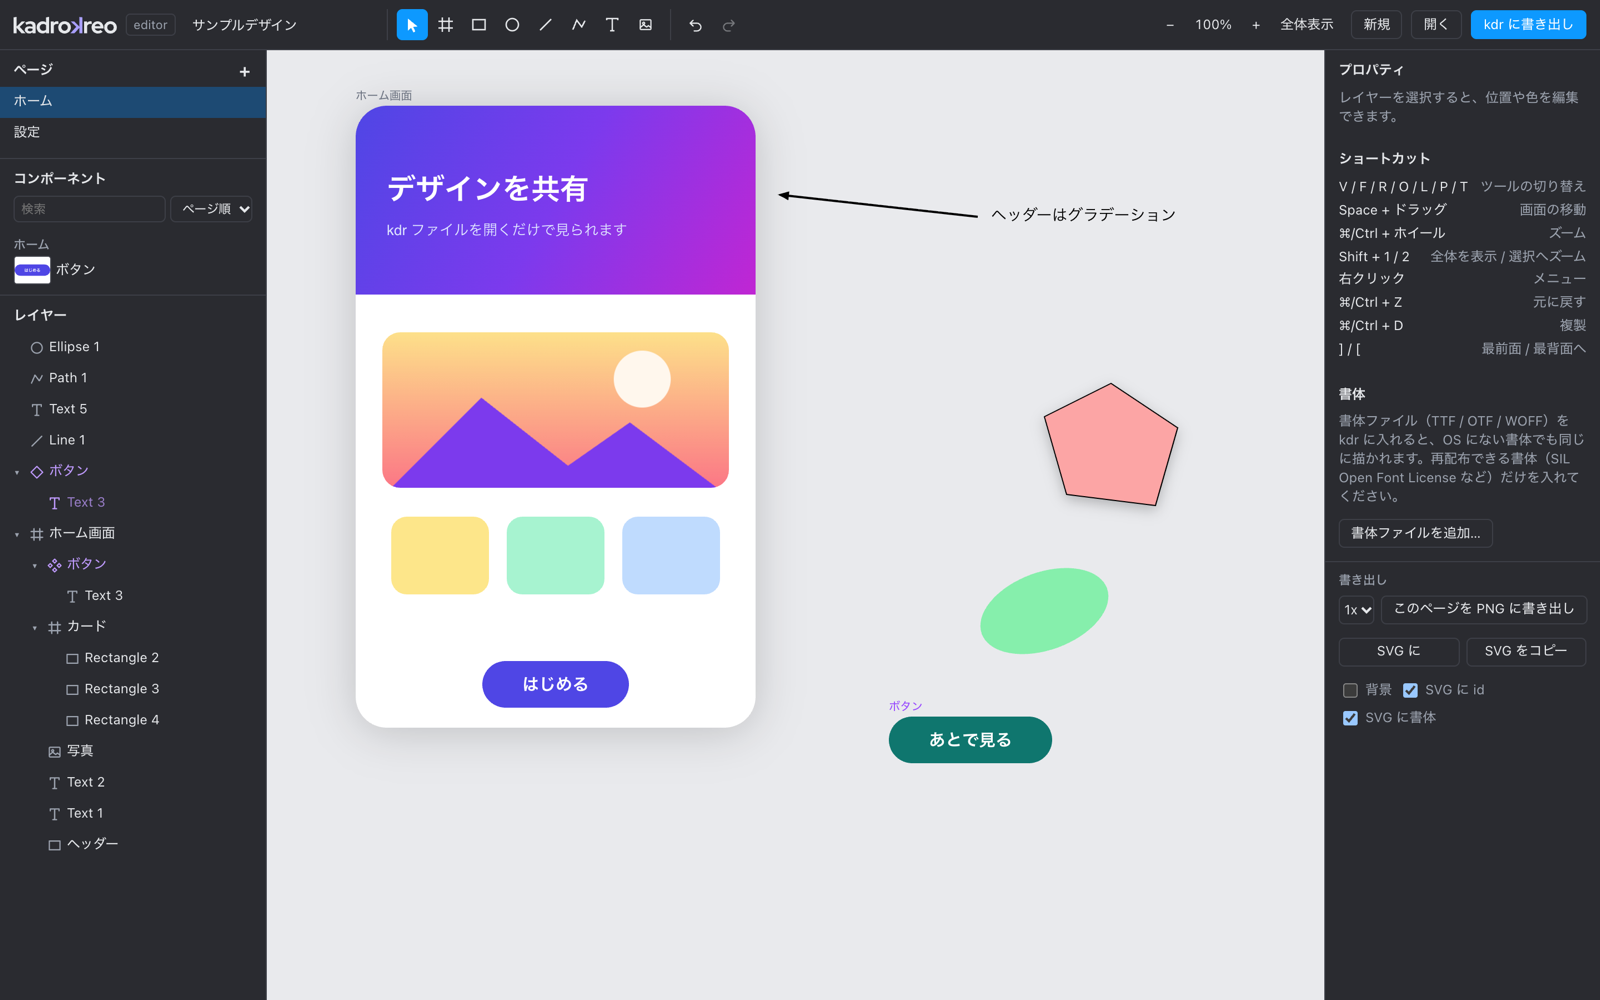 kadrokreo editor サンプルデザイン
− 100% + 全体表示 新規 開く kdr に書き出し
ページ +
ホーム
設定
コンポーネント
検索 ページ順
ホーム
はじめる ボタン
レイヤー
Ellipse 1
Path 1
Text 5
Line 1
ボタン
Text 3
ホーム画面
ボタン
Text 3
カード
Rectangle 2
Rectangle 3
Rectangle 4
写真
Text 2
Text 1
ヘッダー
ホーム画面
デザインを共有
kdr ファイルを開くだけで見られます
はじめる
ヘッダーはグラデーション
ボタン
あとで見る
プロパティ
レイヤーを選択すると、位置や色を編集
できます。
ショートカット
V / F / R / O / L / P / T ツールの切り替え
Space + ドラッグ 画面の移動
⌘/Ctrl + ホイール ズーム
Shift + 1 / 2 全体を表示 / 選択へズーム
右クリック メニュー
⌘/Ctrl + Z 元に戻す
⌘/Ctrl + D 複製
] / [ 最前面 / 最背面へ
書体
書体ファイル（TTF / OTF / WOFF）を
kdr に入れると、OS にない書体でも同じ
に描かれます。再配布できる書体（SIL
Open Font License など）だけを入れて
ください。
書体ファイルを追加...
書き出し
1x このページを PNG に書き出し
SVG に SVG をコピー
背景 SVG に id
SVG に書体